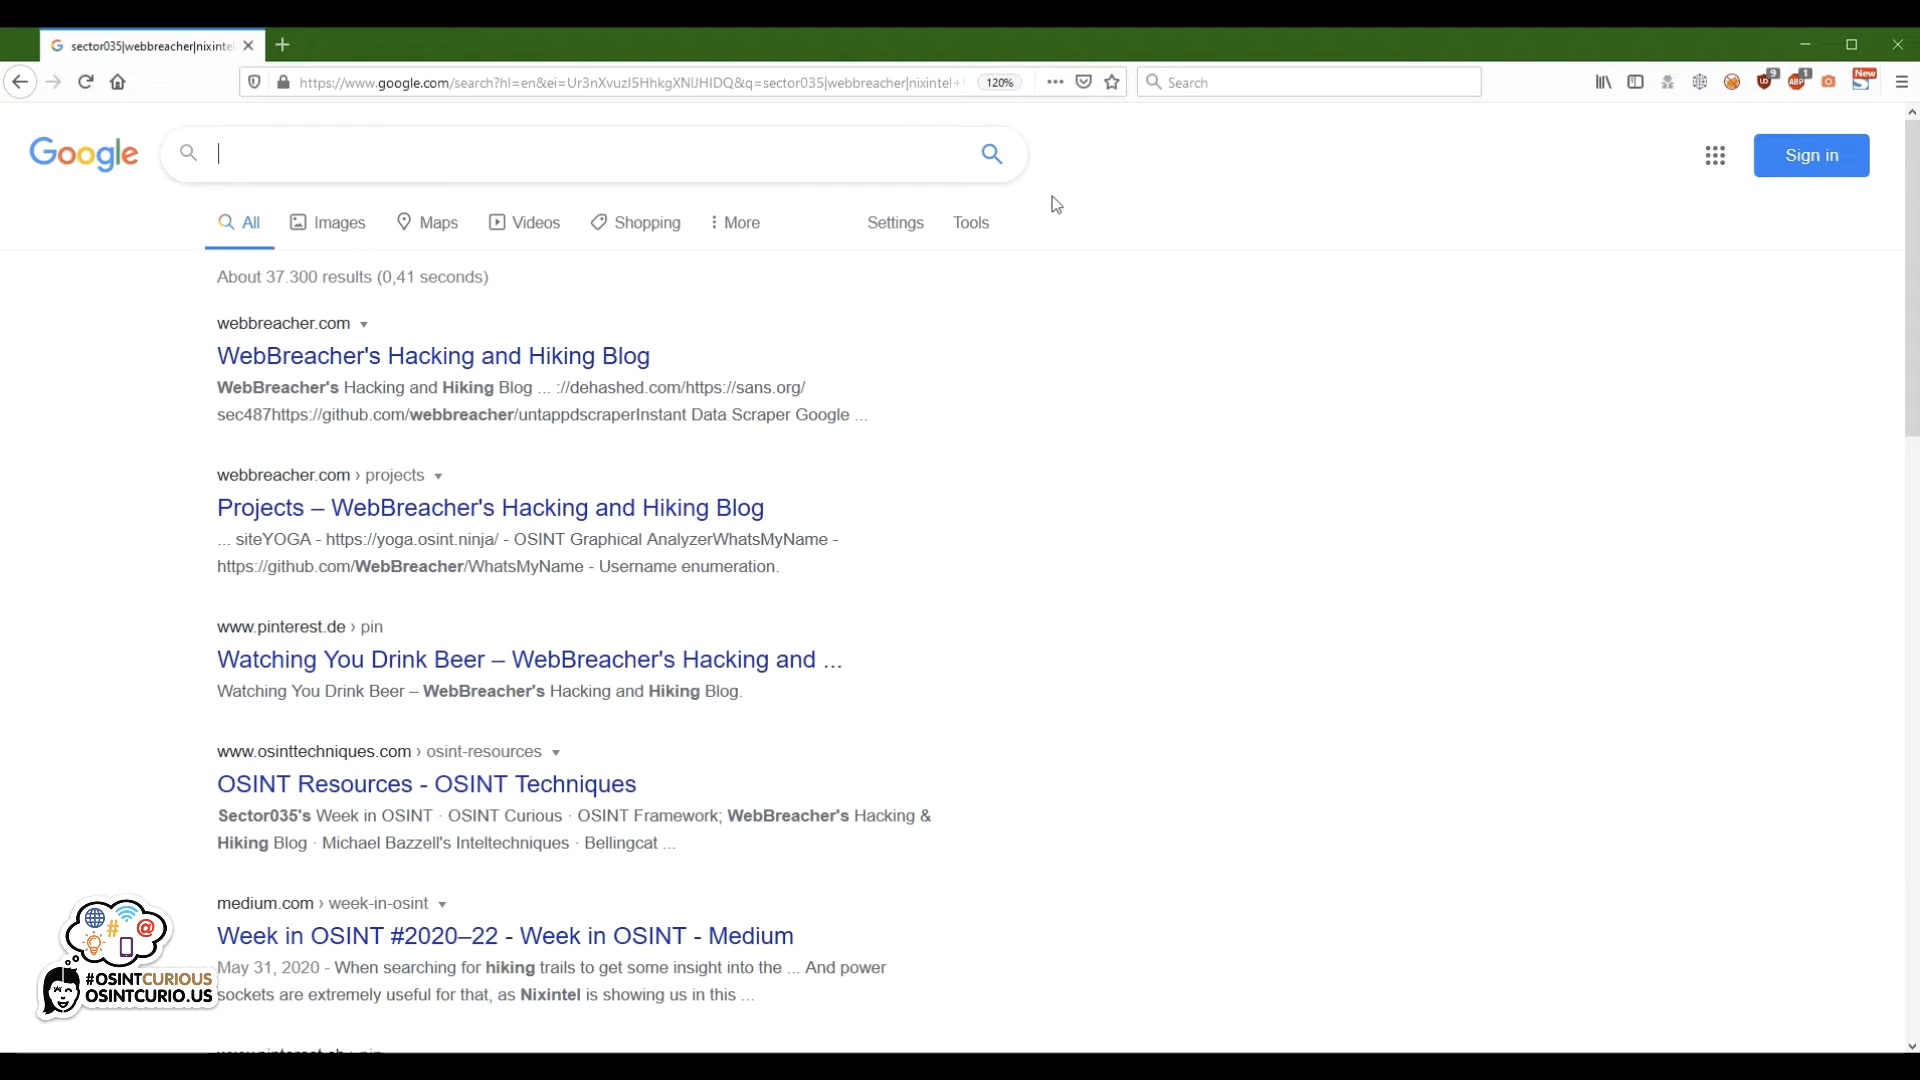 sector035|webbreacher|nixinte
https://www.google.com/search?hl=en&ei=Ur3nXvuzI5HhkgXNlJHIDQ&q=sector035|webbreacher|nixintel+
120%
Search
9
1
New
Google
Sign in
All
Images
Maps
Videos
Shopping
More
Settings
Tools
About 37.300 results (0,41 seconds)
webbreacher.com
WebBreacher's Hacking and Hiking Blog
WebBreacher's Hacking and Hiking Blog ... ://dehashed.com/https://sans.org/
sec487https://github.com/webbreacher/untappdscraperInstant Data Scraper Google ...
webbreacher.com › projects
Projects – WebBreacher's Hacking and Hiking Blog
... siteYOGA - https://yoga.osint.ninja/ - OSINT Graphical AnalyzerWhatsMyName -
https://github.com/WebBreacher/WhatsMyName - Username enumeration.
www.pinterest.de › pin
Watching You Drink Beer – WebBreacher's Hacking and ...
Watching You Drink Beer – WebBreacher's Hacking and Hiking Blog.
www.osinttechniques.com › osint-resources
OSINT Resources - OSINT Techniques
Sector035's Week in OSINT · OSINT Curious · OSINT Framework; WebBreacher's Hacking &
Hiking Blog · Michael Bazzell's Inteltechniques · Bellingcat ...
medium.com › week-in-osint
Week in OSINT #2020–22 - Week in OSINT - Medium
May 31, 2020 - When searching for hiking trails to get some insight into the ... And power
sockets are extremely useful for that, as Nixintel is showing us in this ...
#OSINTCURIOUS
OSINTCURIO.US